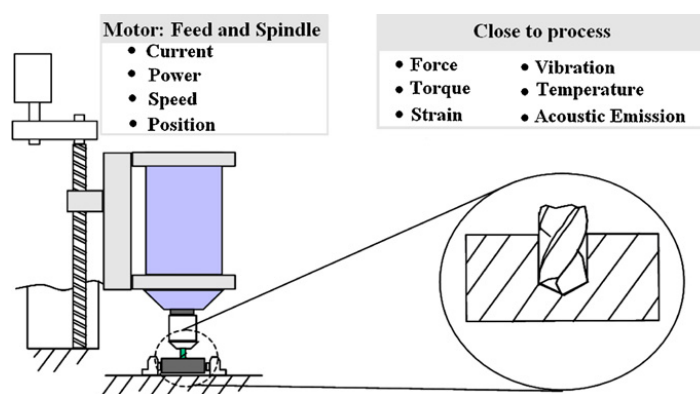 Motor: Feed and Spindle
• Current
• Power
• Speed
• Position
Close to process
• Force
• Torque
• Strain
• Vibration
• Temperature
• Acoustic Emission